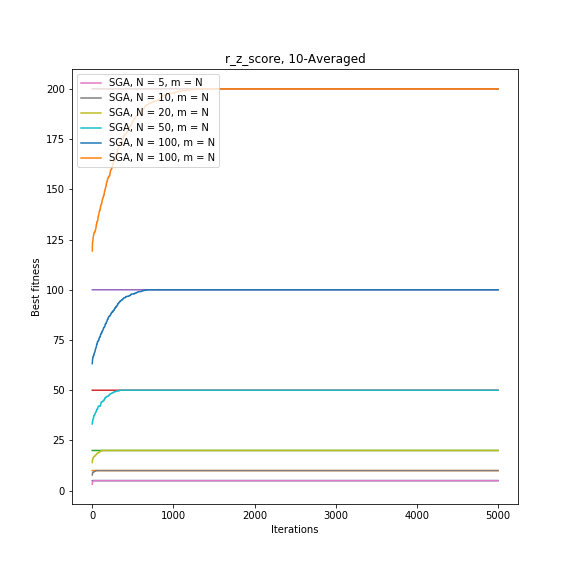 r_z_score, 10-Averaged
SGA, N = 5, m = N
SGA, N = 10, m = N
SGA, N = 20, m = N
SGA, N = 50, m = N
SGA, N = 100, m = N
SGA, N = 100, m = N
200
175
150
125
100
75
50
25
0
Best fitness
0 1000 2000 3000 4000 5000
Iterations